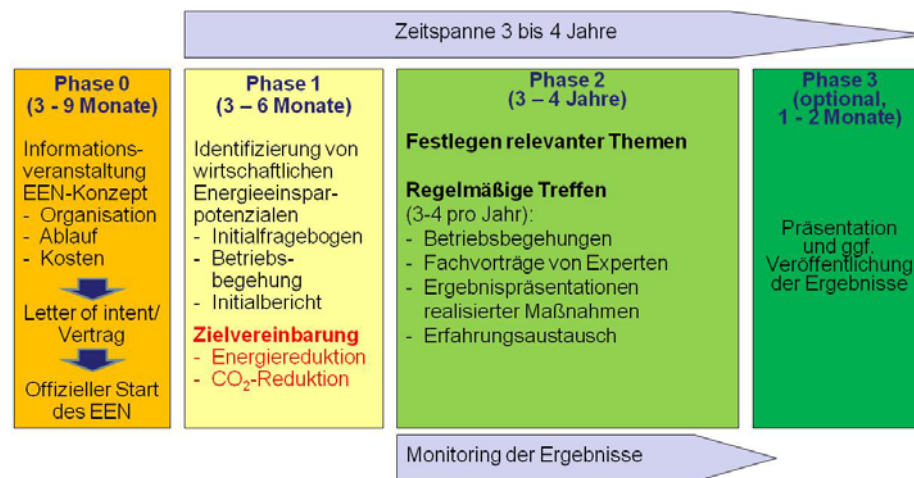 Zeitspanne 3 bis 4 Jahre
Phase 0
(3 - 9 Monate)
Informations-
veranstaltung
EEN-Konzept
- Organisation
- Ablauf
- Kosten
Letter of intent/
Vertrag
Offizieller Start
des EEN
Phase 1
(3 – 6 Monate)
Identifizierung von
wirtschaftlichen
Energieeinspar-
potenzialen
- Initialfragebogen
- Betriebs-
begehung
- Initialbericht
Zielvereinbarung
- Energiereduktion
- CO₂-Reduktion
Phase 2
(3 – 4 Jahre)
Festlegen relevanter Themen
Regelmäßige Treffen
(3-4 pro Jahr):
- Betriebsbegehungen
- Fachvorträge von Experten
- Ergebnispräsentationen
realisierter Maßnahmen
- Erfahrungsaustausch
Phase 3
(optional,
1 - 2 Monate)
Präsentation
und ggf.
Veröffentlichung
der Ergebnisse
Monitoring der Ergebnisse